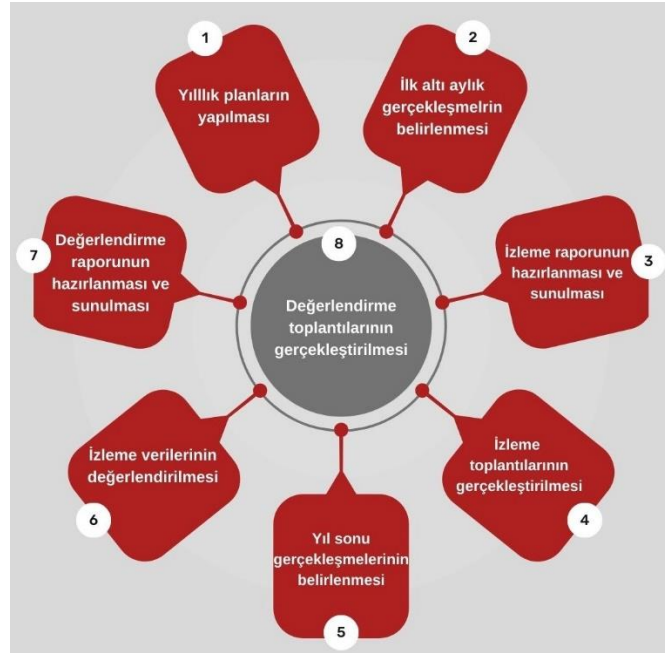 1
Yılllık planların
yapılması
2
İlk altı aylık
gerçekleşmelrin
belirlenmesi
3
İzleme raporunun
hazırlanması ve
sunulması
4
İzleme
toplantılarının
gerçekleştirilmesi
5
Yıl sonu
gerçekleşmelerinin
belirlenmesi
6
İzleme verilerinin
değerlendirilmesi
7
Değerlendirme
raporunun
hazırlanması ve
sunulması
8
Değerlendirme
toplantılarının
gerçekleştirilmesi